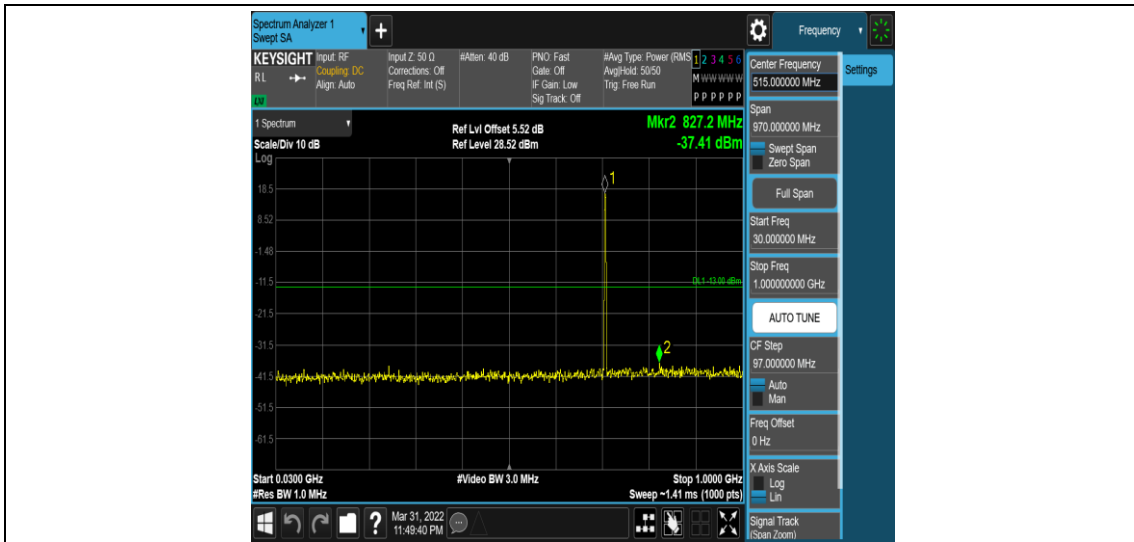 Spectrum Analyzer 1
Swept SA
+
Frequency
KEYSIGHT
RL
LXI
Input: RF
Coupling: DC
Align: Auto
Input Z: 50 Ω
Corrections: Off
Freq Ref: Int (S)
#Atten: 40 dB
PNO: Fast
Gate: Off
IF Gain: Low
Sig Track: Off
#Avg Type: Power (RMS
Avg|Hold: 50/50
Trig: Free Run
1 2 3 4 5 6
M W W W W W
P P P P P P
1 Spectrum
Scale/Div 10 dB
Ref Lvl Offset 5.52 dB
Ref Level 28.52 dBm
Mkr2 827.2 MHz
-37.41 dBm
Log
18.5
8.52
-1.48
-11.5
-21.5
-31.5
-41.5
-51.5
-61.5
1
DL1 -13.00 dBm
2
Start 0.0300 GHz
#Res BW 1.0 MHz
#Video BW 3.0 MHz
Stop 1.0000 GHz
Sweep ~1.41 ms (1000 pts)
Center Frequency
515.000000 MHz
Settings
Span
970.000000 MHz
Swept Span
Zero Span
Full Span
Start Freq
30.000000 MHz
Stop Freq
1.000000000 GHz
AUTO TUNE
CF Step
97.000000 MHz
Auto
Man
Freq Offset
0 Hz
X Axis Scale
Log
Lin
Signal Track
(Span Zoom)
?
Mar 31, 2022
11:49:40 PM